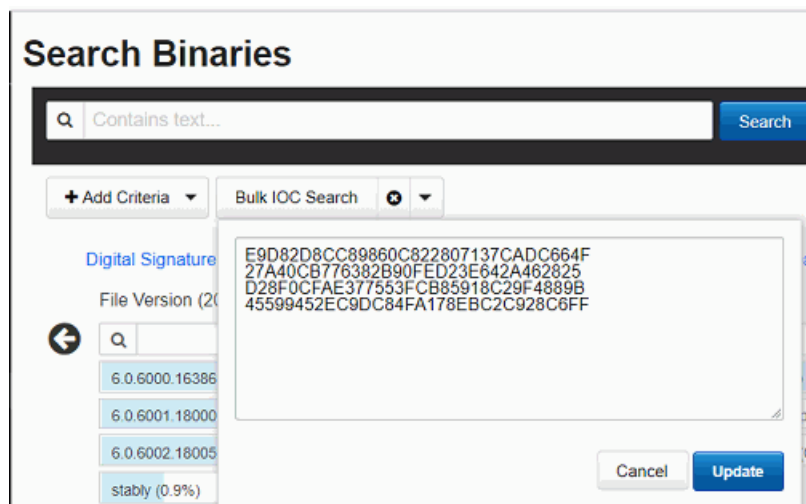 Search Binaries
Contains text...
Search
Add Criteria
Bulk IOC Search
E9D82D8CC89860C822807137CADC664F
27A40CB776382B90FED23E642A462825
D28F0CFAE377553FCB85918C29F4889B
45599452EC9DC84FA178EBC2C928C6FF
Digital Signature
File Version (20
6.0.6000.16386
6.0.6001.18000
6.0.6002.18005
stably (0.9%)
Cancel
Update